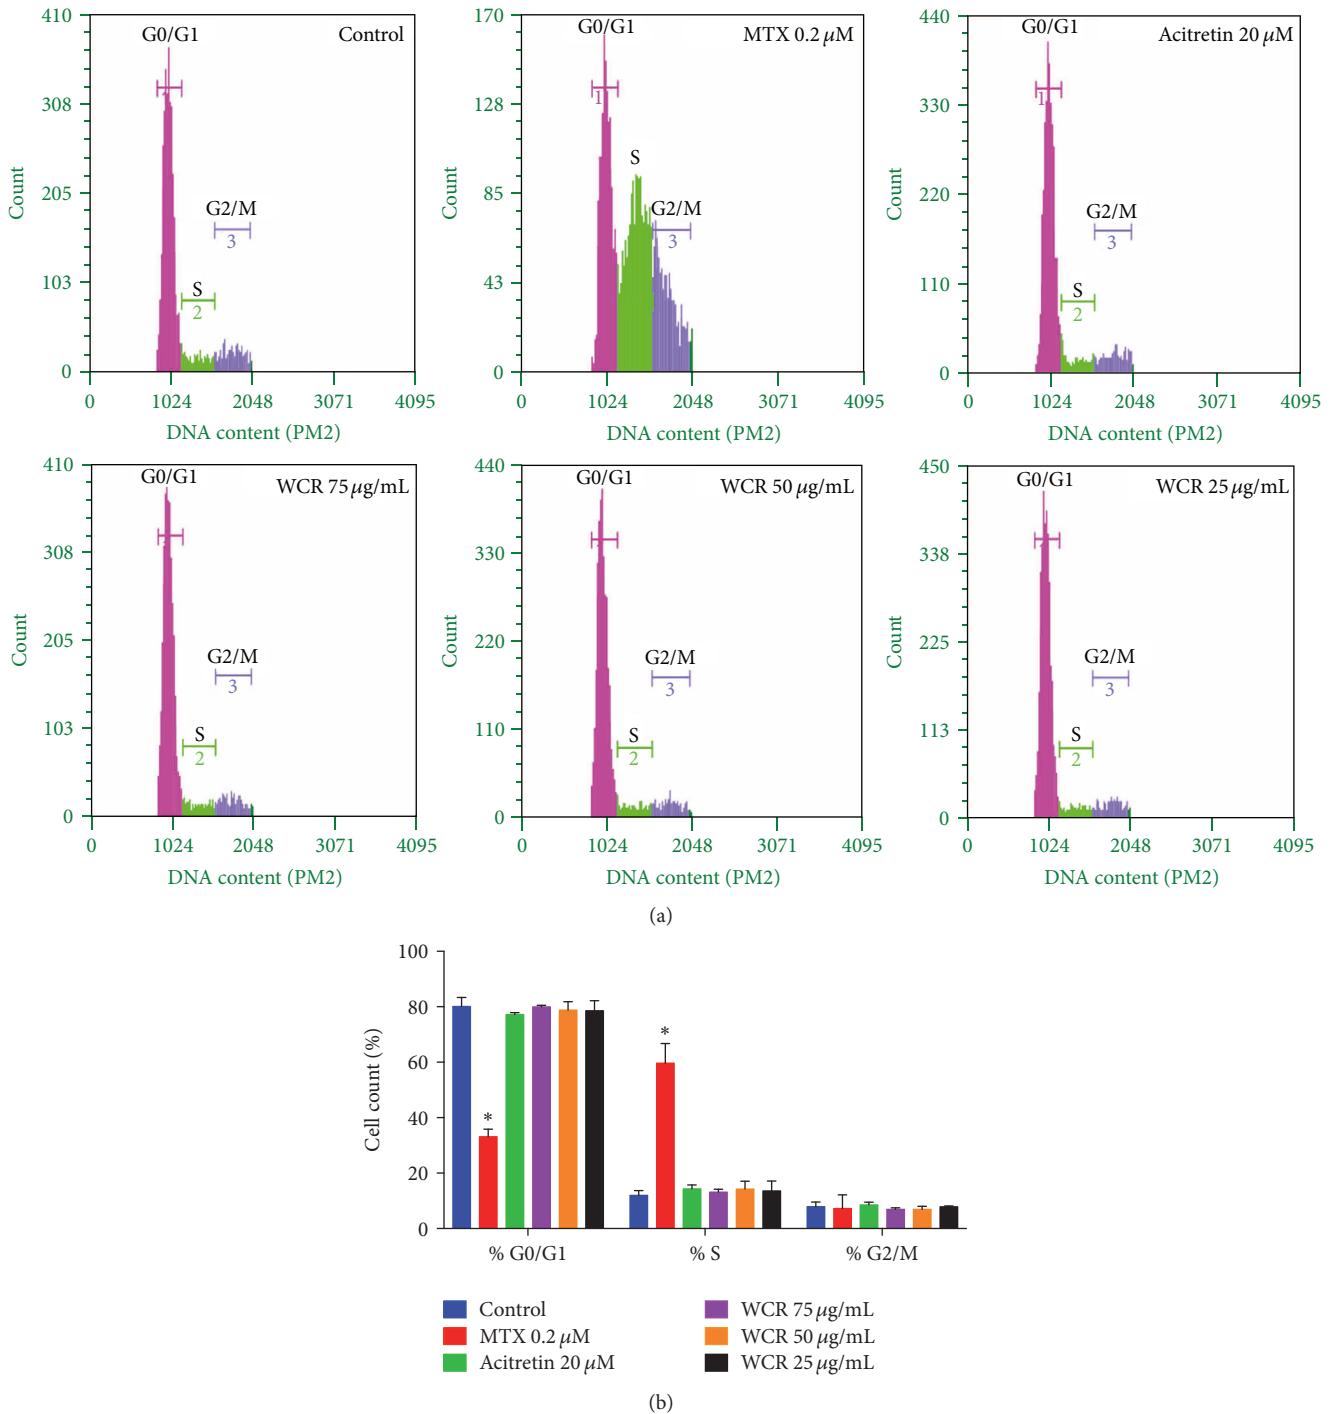 410
308
205
103
0
Count
G0/G1
Control
1
G2/M
3
S
2
0 1024 2048 3071 4095
DNA content (PM2)
170
128
85
43
0
Count
G0/G1
MTX 0.2 μM
1
S
G2/M
3
0 1024 2048 3071 4095
DNA content (PM2)
440
330
220
110
0
Count
G0/G1
Acitretin 20 μM
1
G2/M
3
S
2
0 1024 2048 3071 4095
DNA content (PM2)
410
308
205
103
0
Count
G0/G1
WCR 75 μg/mL
G2/M
3
S
2
0 1024 2048 3071 4095
DNA content (PM2)
440
330
220
110
0
Count
G0/G1
WCR 50 μg/mL
G2/M
3
S
2
0 1024 2048 3071 4095
DNA content (PM2)
450
338
225
113
0
Count
G0/G1
WCR 25 μg/mL
G2/M
3
S
2
0 1024 2048 3071 4095
DNA content (PM2)
(a)
100
80
60
40
20
0
Cell count (%)
*
*
% G0/G1 % S % G2/M
Control
MTX 0.2 μM
Acitretin 20 μM
WCR 75 μg/mL
WCR 50 μg/mL
WCR 25 μg/mL
(b)